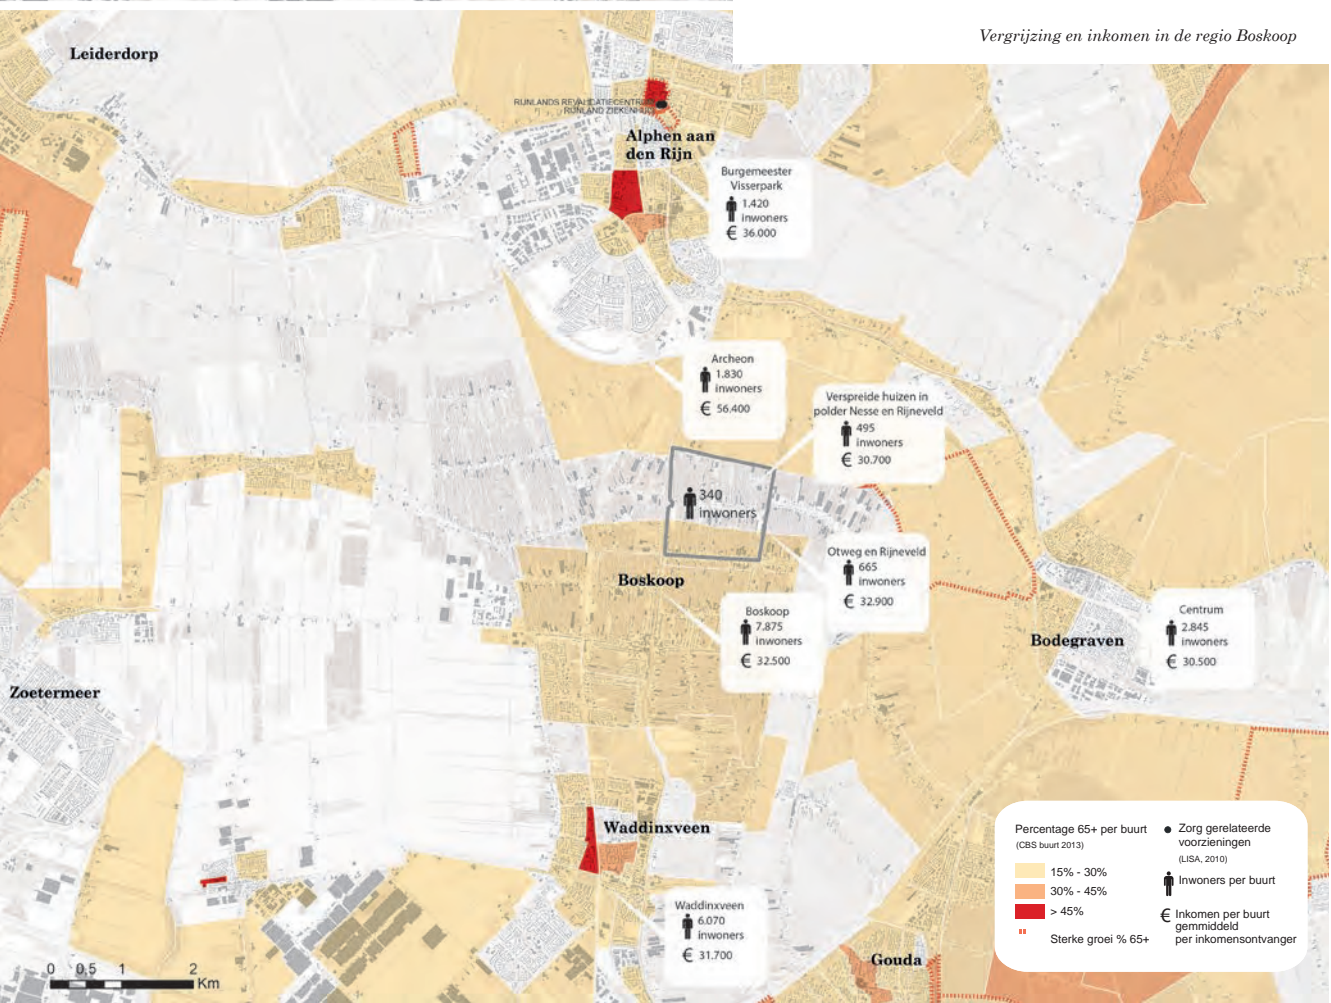 Vergrijzing en inkomen in de regio Boskoop
Leiderdorp
RIJNLANDS REVALIDATIECENTRUM
RIJNLAND ZIEKENHUIS
Alphen aan
den Rijn
Burgemeester
Visserpark
1.420
inwoners
€ 36.000
Archeon
1.830
inwoners
€ 56.400
Verspreide huizen in
polder Nesse en Rijneveld
495
inwoners
€ 30.700
340
inwoners
Otweg en Rijneveld
665
inwoners
€ 32.900
Boskoop
Boskoop
7.875
inwoners
€ 32.500
Bodegraven
Centrum
2.845
inwoners
€ 30.500
Zoetermeer
Waddinxveen
Waddinxveen
6.070
inwoners
€ 31.700
Gouda
Percentage 65+ per buurt
(CBS buurt 2013)
15% - 30%
30% - 45%
> 45%
Sterke groei % 65+
Zorg gerelateerde
voorzieningen
(LISA, 2010)
Inwoners per buurt
€ Inkomen per buurt
gemmiddeld
per inkomensontvanger
0 0,5 1 2
Km